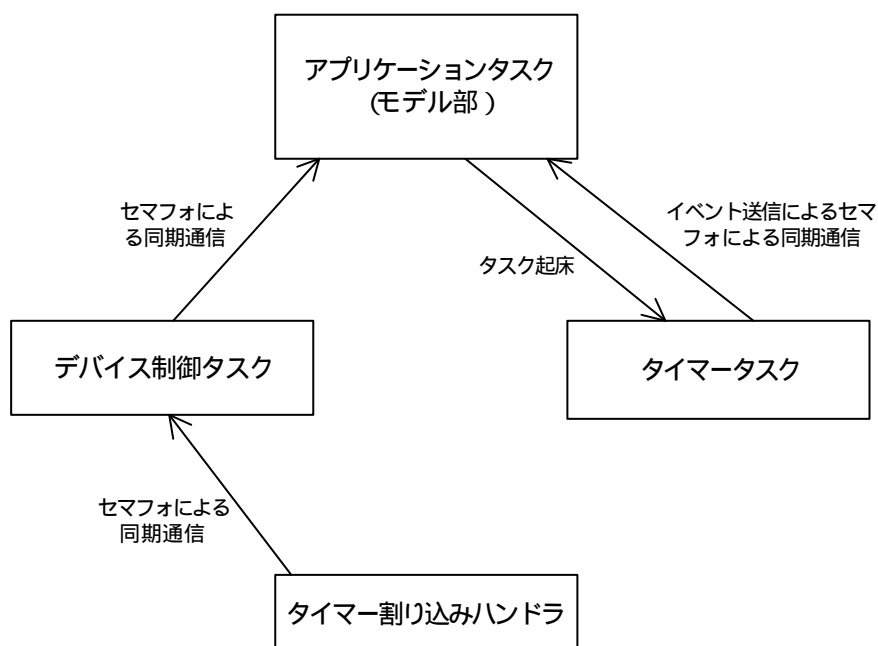 アプリケーションタスク
(モデル部)
セマフォによ
る同期通信
イベント送信によるセマ
フォによる同期通信
タスク起床
デバイス制御タスク
タイマータスク
セマフォによる
同期通信
タイマー割り込みハンドラ